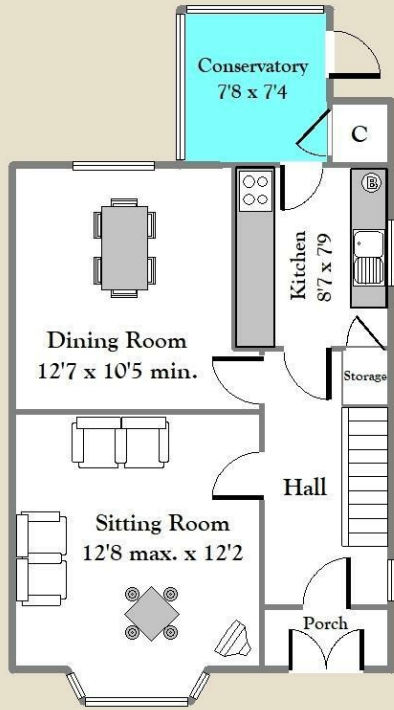 Conservatory
7'8 x 7'4
C
B
Kitchen
8'7 x 7'9
Dining Room
12'7 x 10'5 min.
Storage
Hall
Sitting Room
12'8 max. x 12'2
Porch